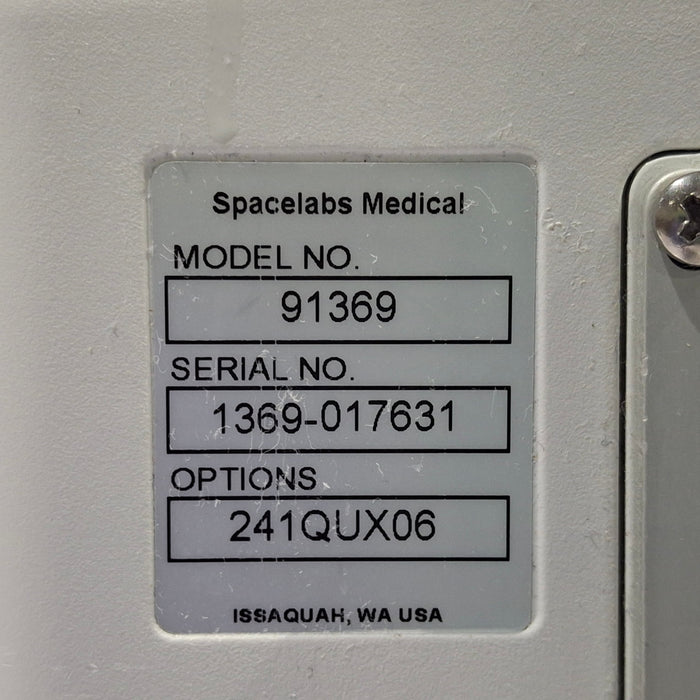 Spacelabs Medical
MODEL NO.
91369
SERIAL NO.
1369-017631
OPTIONS
241QUX06
ISSAQUAH, WA USA